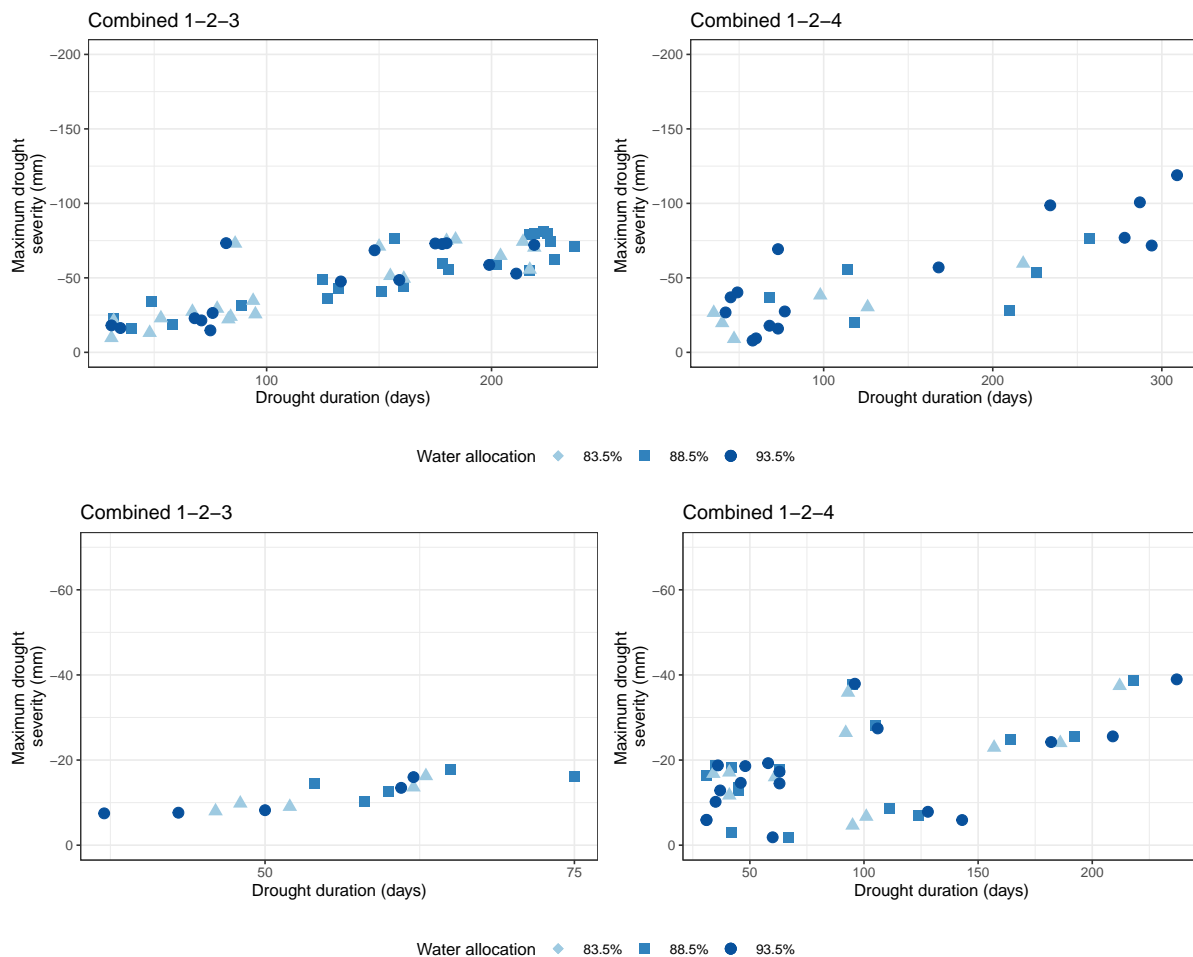 Combined 1−2−3
Combined 1−2−4
−200
−150
−100
−50
0
Maximum drought
severity (mm)
100
200
Drought duration (days)
−200
−150
−100
−50
0
Maximum drought
severity (mm)
100
200
300
Drought duration (days)
Water allocation 83.5% 88.5% 93.5%
Combined 1−2−3
Combined 1−2−4
−60
−40
−20
0
Maximum drought
severity (mm)
50
75
Drought duration (days)
−60
−40
−20
0
Maximum drought
severity (mm)
50
100
150
200
Drought duration (days)
Water allocation 83.5% 88.5% 93.5%